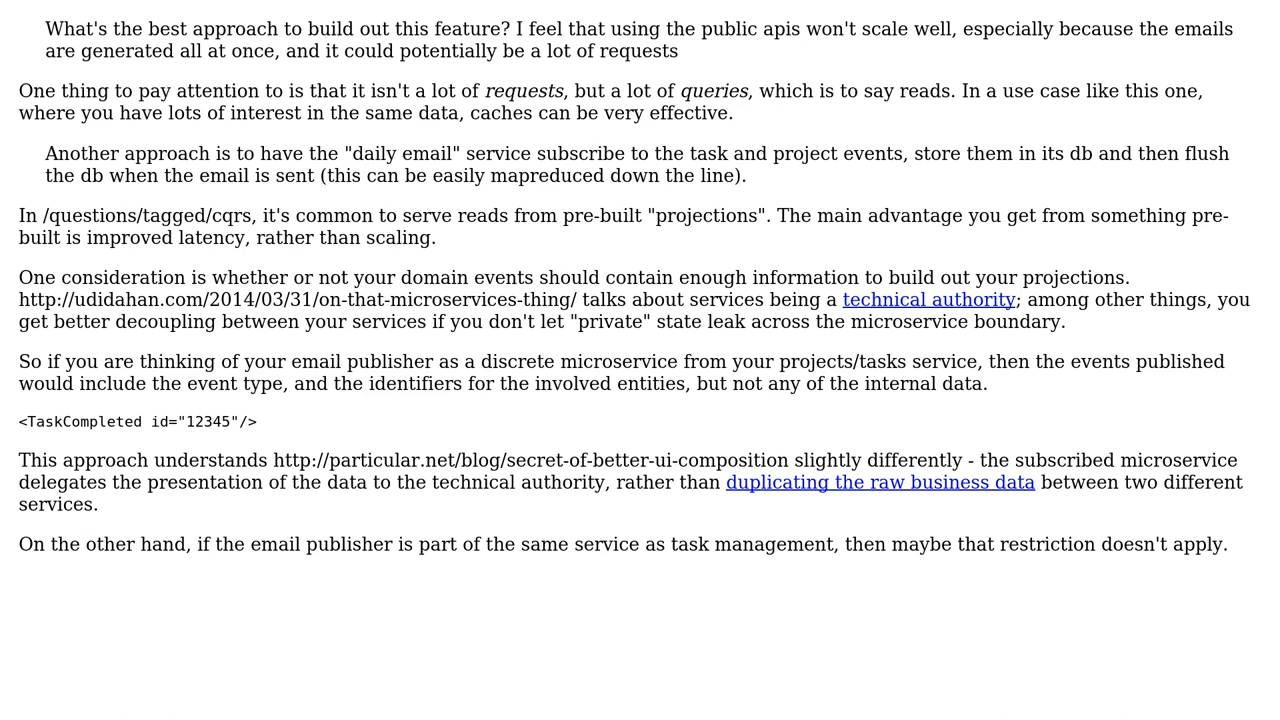 What's the best approach to build out this feature? I feel that using the public apis won't scale well, especially because the emails
are generated all at once, and it could potentially be a lot of requests
One thing to pay attention to is that it isn't a lot of requests, but a lot of queries, which is to say reads. In a use case like this one,
where you have lots of interest in the same data, caches can be very effective.
Another approach is to have the "daily email" service subscribe to the task and project events, store them in its db and then flush
the db when the email is sent (this can be easily mapreduced down the line).
In /questions/tagged/cqrs, it's common to serve reads from pre-built "projections". The main advantage you get from something pre-
built is improved latency, rather than scaling.
One consideration is whether or not your domain events should contain enough information to build out your projections.
http://udidahan.com/2014/03/31/on-that-microservices-thing/ talks about services being a technical authority; among other things, you
get better decoupling between your services if you don't let "private" state leak across the microservice boundary.
So if you are thinking of your email publisher as a discrete microservice from your projects/tasks service, then the events published
would include the event type, and the identifiers for the involved entities, but not any of the internal data.
<TaskCompleted id="12345"/>
This approach understands http://particular.net/blog/secret-of-better-ui-composition slightly differently - the subscribed microservice
delegates the presentation of the data to the technical authority, rather than duplicating the raw business data between two different
services.
On the other hand, if the email publisher is part of the same service as task management, then maybe that restriction doesn't apply.